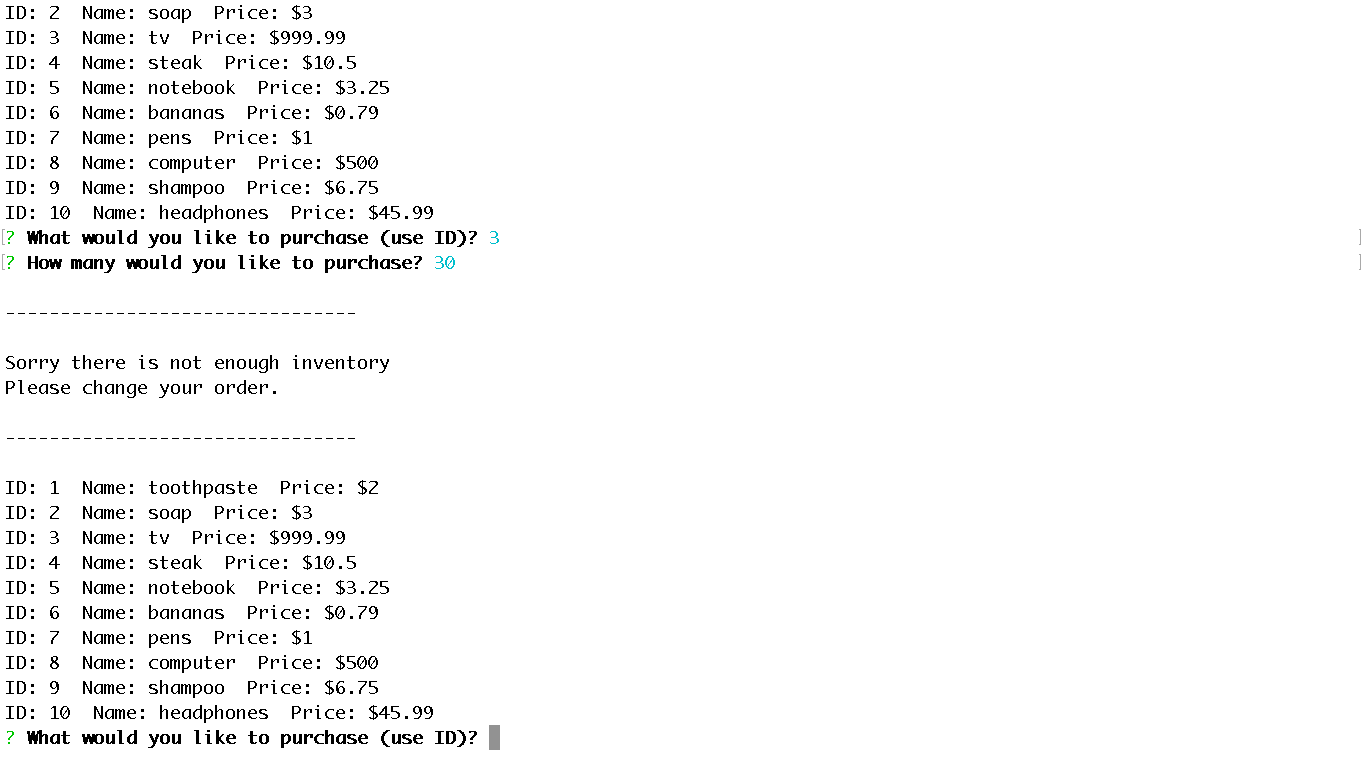 ID: 2  Name: soap  Price: $3
ID: 3  Name: tv  Price: $999.99
ID: 4  Name: steak  Price: $10.5
ID: 5  Name: notebook  Price: $3.25
ID: 6  Name: bananas  Price: $0.79
ID: 7  Name: pens  Price: $1
ID: 8  Name: computer  Price: $500
ID: 9  Name: shampoo  Price: $6.75
ID: 10  Name: headphones  Price: $45.99
[? What would you like to purchase (use ID)? 3 ]
[? How many would you like to purchase? 30 ]
--------------------------------
Sorry there is not enough inventory
Please change your order.
--------------------------------
ID: 1  Name: toothpaste  Price: $2
ID: 2  Name: soap  Price: $3
ID: 3  Name: tv  Price: $999.99
ID: 4  Name: steak  Price: $10.5
ID: 5  Name: notebook  Price: $3.25
ID: 6  Name: bananas  Price: $0.79
ID: 7  Name: pens  Price: $1
ID: 8  Name: computer  Price: $500
ID: 9  Name: shampoo  Price: $6.75
ID: 10  Name: headphones  Price: $45.99
? What would you like to purchase (use ID)?